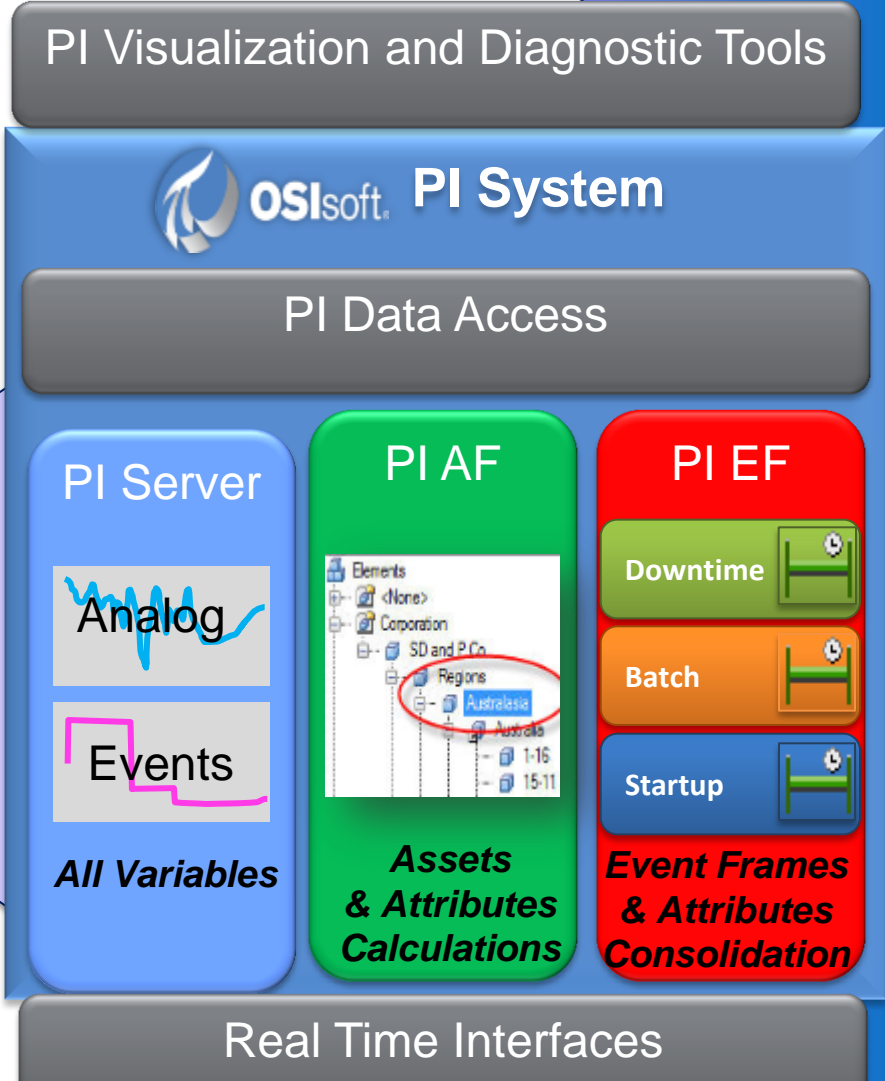 PI Visualization and Diagnostic Tools
OSIsoft. PI System
PI Data Access
PI Server
Analog
Events
All Variables
PI AF
Elements
<None>
Corporation
SD and P Co
Regions
Australasia
Australia
1-16
15-11
Assets
& Attributes
Calculations
PI EF
Downtime
Batch
Startup
Event Frames
& Attributes
Consolidation
Real Time Interfaces